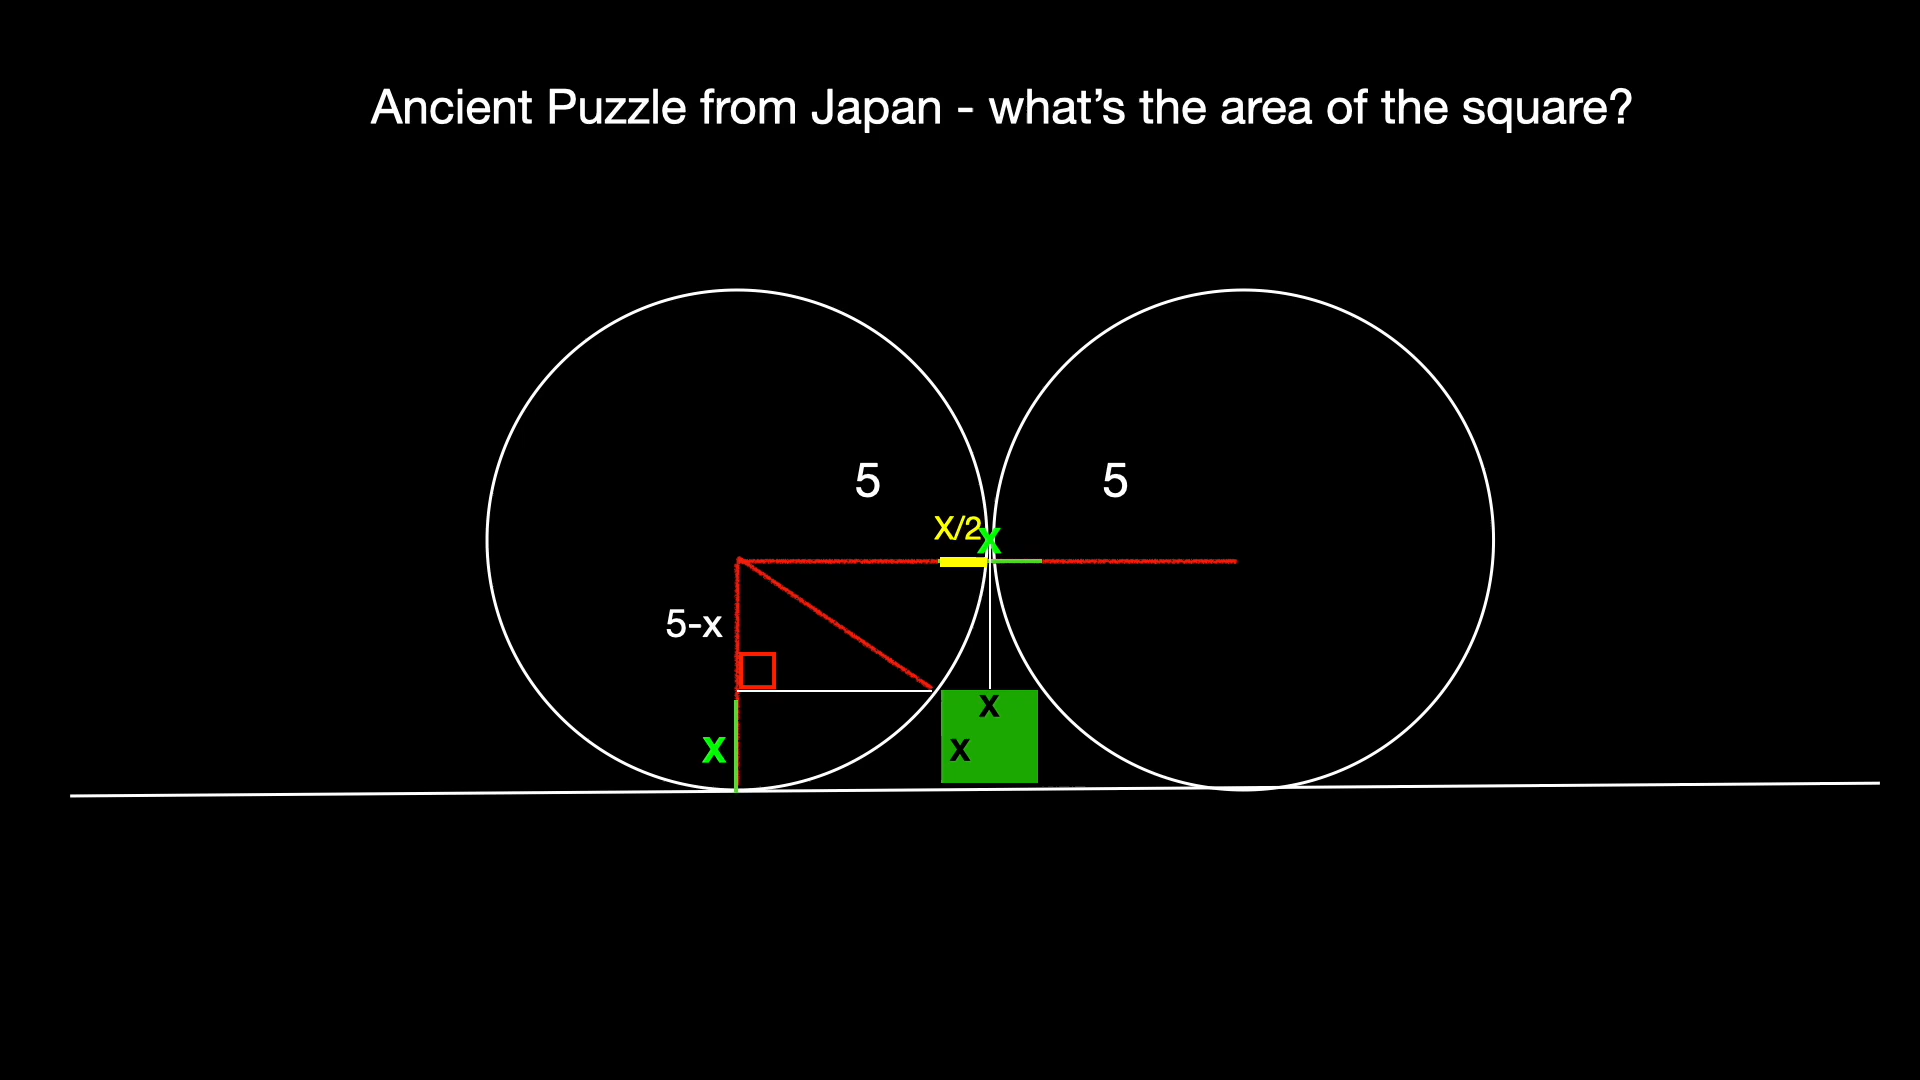 Ancient Puzzle from Japan - what’s the area of the square?
5
5
X/2
x
5-x
x
x
x